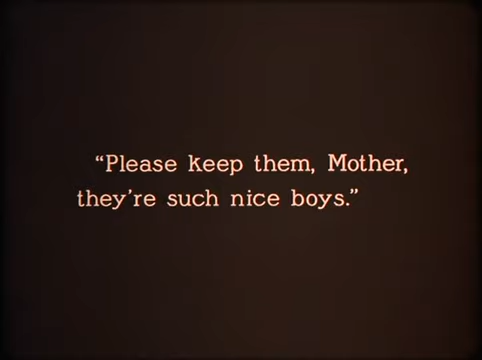 “Please keep them, Mother,
they’re such nice boys.”